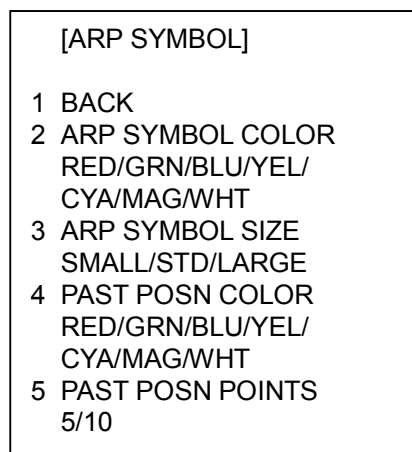 [ARP SYMBOL]
1 BACK
2 ARP SYMBOL COLOR
RED/GRN/BLU/YEL/
CYA/MAG/WHT
3 ARP SYMBOL SIZE
SMALL/STD/LARGE
4 PAST POSN COLOR
RED/GRN/BLU/YEL/
CYA/MAG/WHT
5 PAST POSN POINTS
5/10